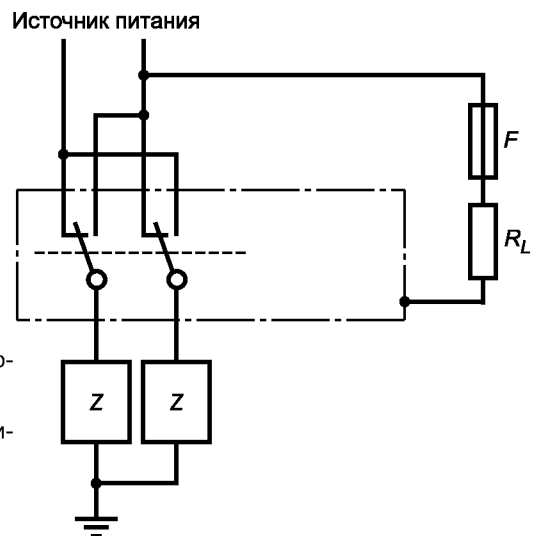 Источник питания
F
R_L
о-
и-
Z Z